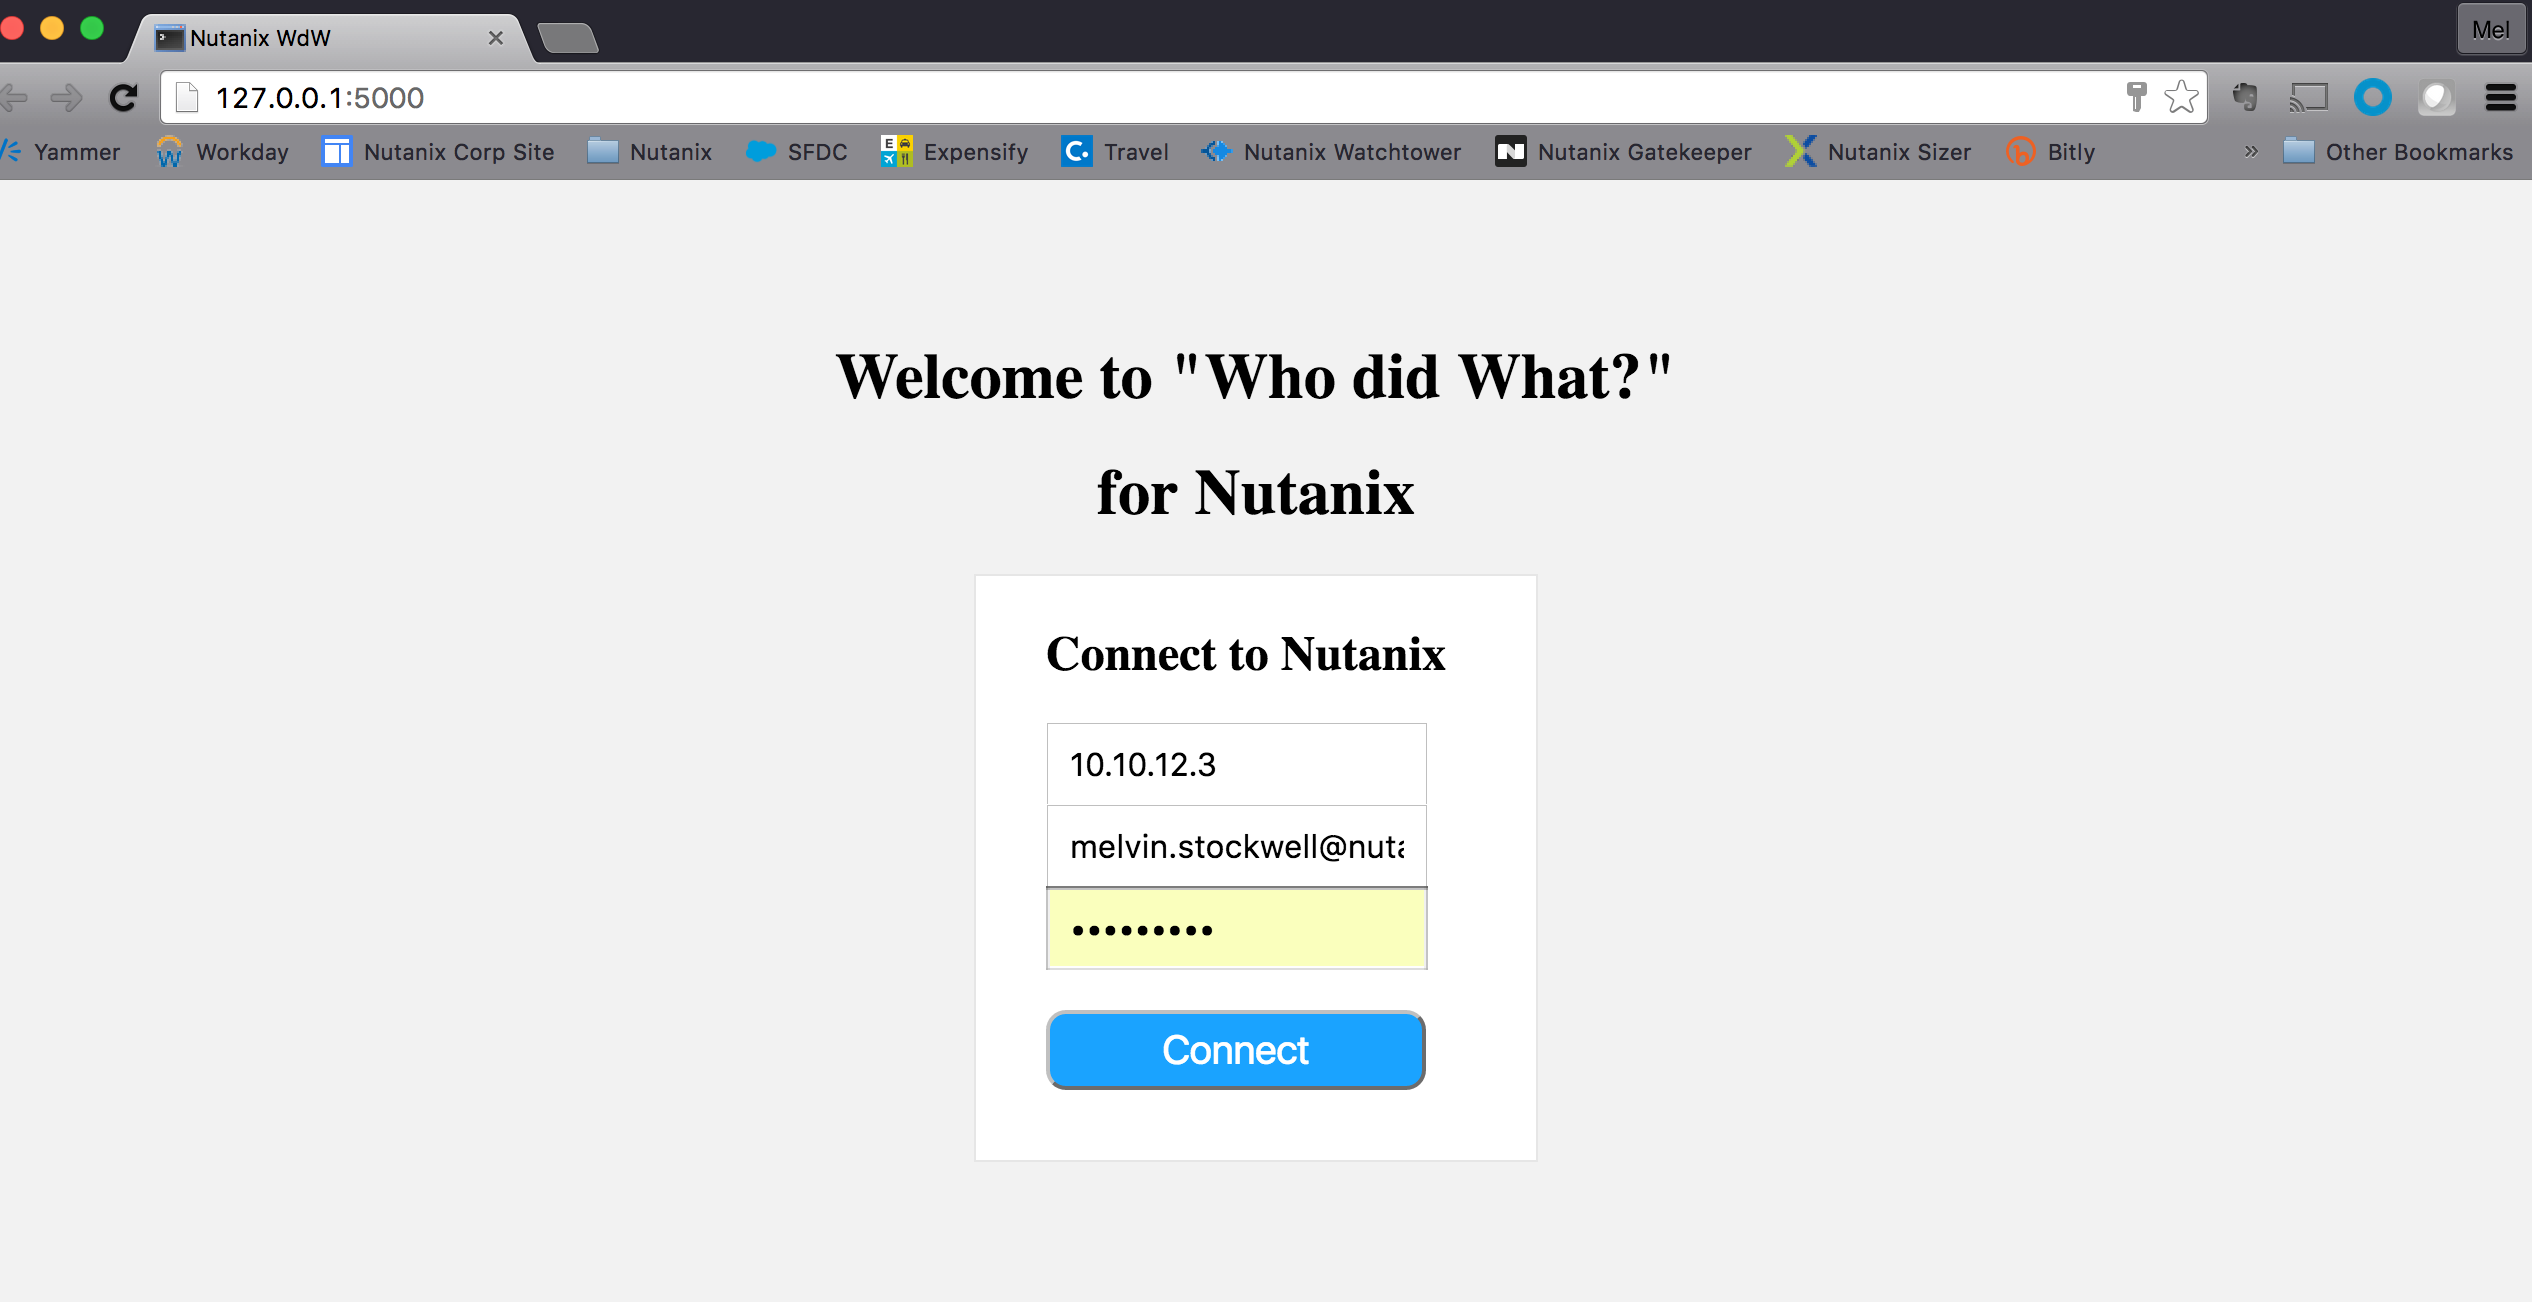 Nutanix WdW
Mel
127.0.0.1:5000
Yammer Workday Nutanix Corp Site Nutanix SFDC Expensify Travel Nutanix Watchtower Nutanix Gatekeeper Nutanix Sizer Bitly » Other Bookmarks
Welcome to "Who did What?"
for Nutanix
Connect to Nutanix
10.10.12.3
melvin.stockwell@nuta
•••••••••
Connect